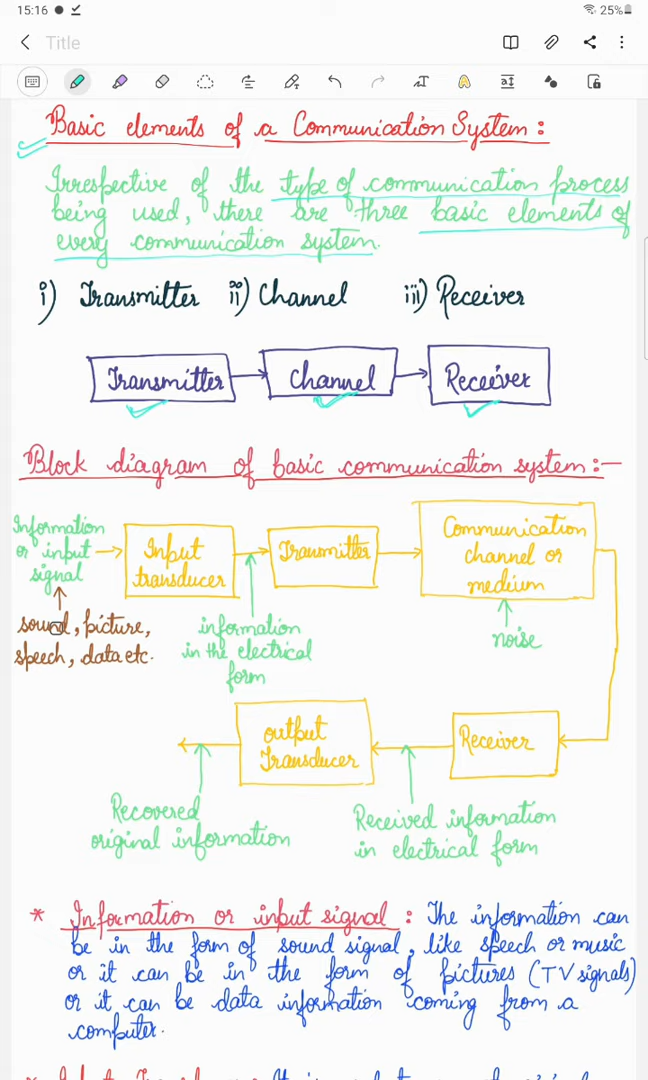 15:16
25%
Title
Basic elements of a Communication System:
Irrespective of the type of communication process
being used, there are three basic elements of
every communication system.
i) Transmitter ii) Channel iii) Receiver
Transmitter Channel Receiver
Block diagram of basic communication system:-
Information
or input
signal
Input
transducer
Transmitter
Communication
channel or
medium
sound, picture,
speech, data etc.
information
in the electrical
form
noise
output
Transducer
Receiver
Recovered
original information
Received information
in electrical form
* Information or input signal : The information can
be in the form of sound signal, like speech or music
or it can be in the form of pictures (TV signals)
or it can be data information coming from a
computer.